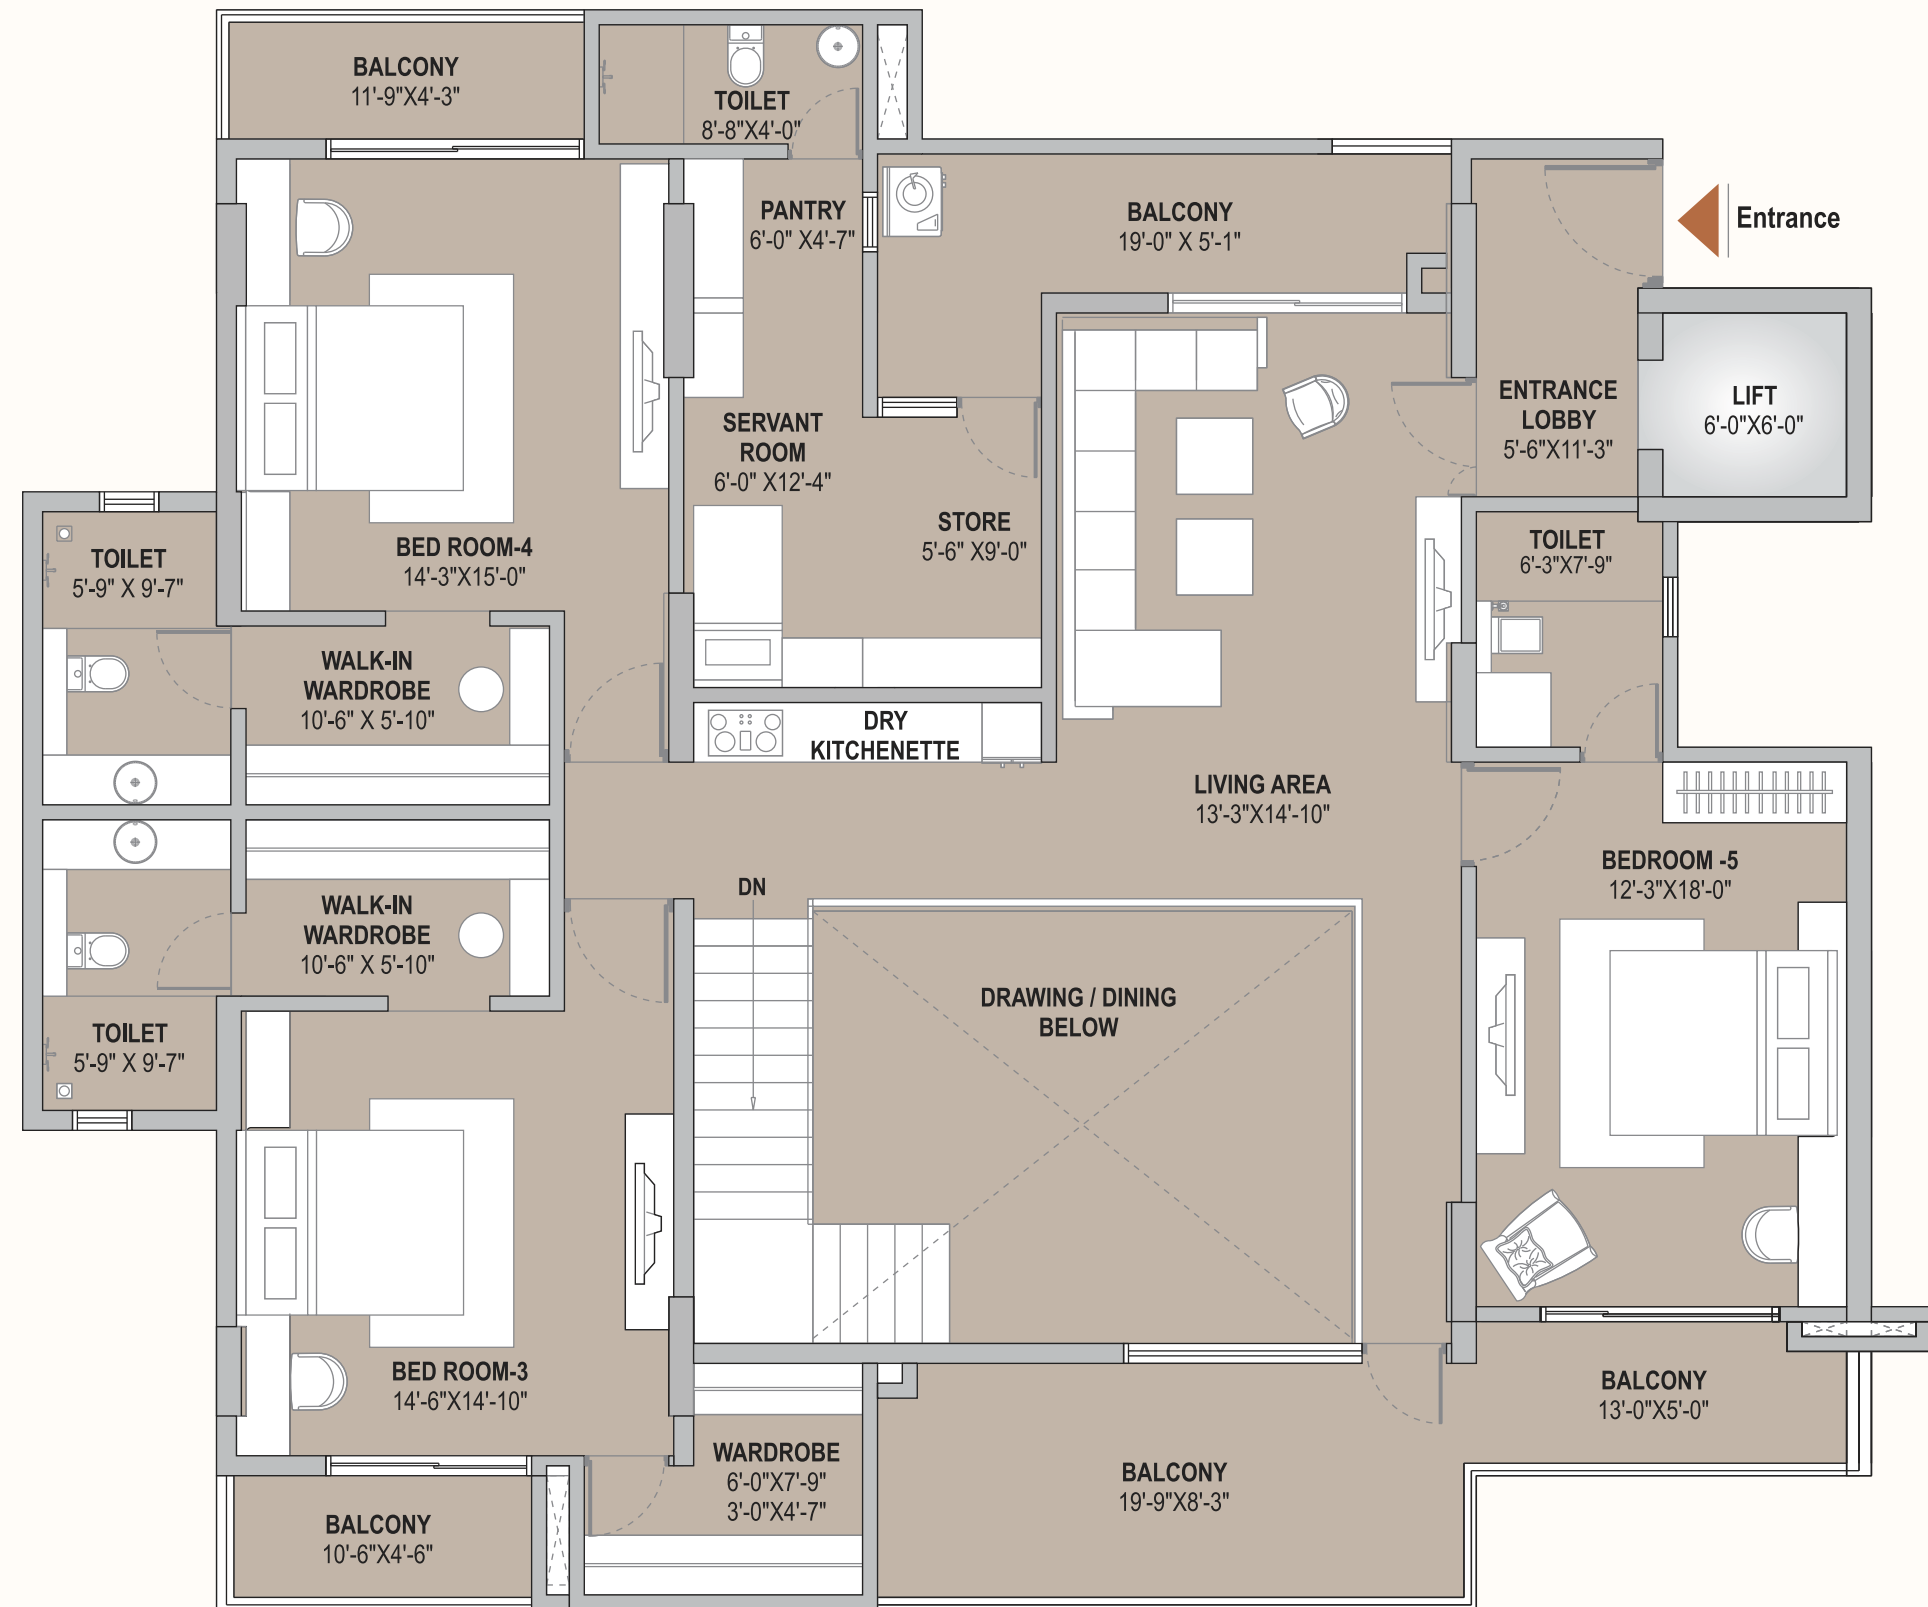 BALCONY
11'-9"X4'-3"
TOILET
8'-8"X4'-0"
PANTRY
6'-0" X4'-7"
BALCONY
19'-0" X 5'-1"
Entrance
SERVANT
ROOM
6'-0" X12'-4"
ENTRANCE
LOBBY
5'-6"X11'-3"
LIFT
6'-0"X6'-0"
STORE
5'-6" X9'-0"
BED ROOM-4
14'-3"X15'-0"
TOILET
5'-9" X 9'-7"
TOILET
6'-3"X7'-9"
WALK-IN
WARDROBE
10'-6" X 5'-10"
DRY
KITCHENETTE
LIVING AREA
13'-3"X14'-10"
BEDROOM -5
12'-3"X18'-0"
DN
WALK-IN
WARDROBE
10'-6" X 5'-10"
DRAWING / DINING
BELOW
TOILET
5'-9" X 9'-7"
BED ROOM-3
14'-6"X14'-10"
BALCONY
13'-0"X5'-0"
WARDROBE
6'-0"X7'-9"
3'-0"X4'-7"
BALCONY
19'-9"X8'-3"
BALCONY
10'-6"X4'-6"